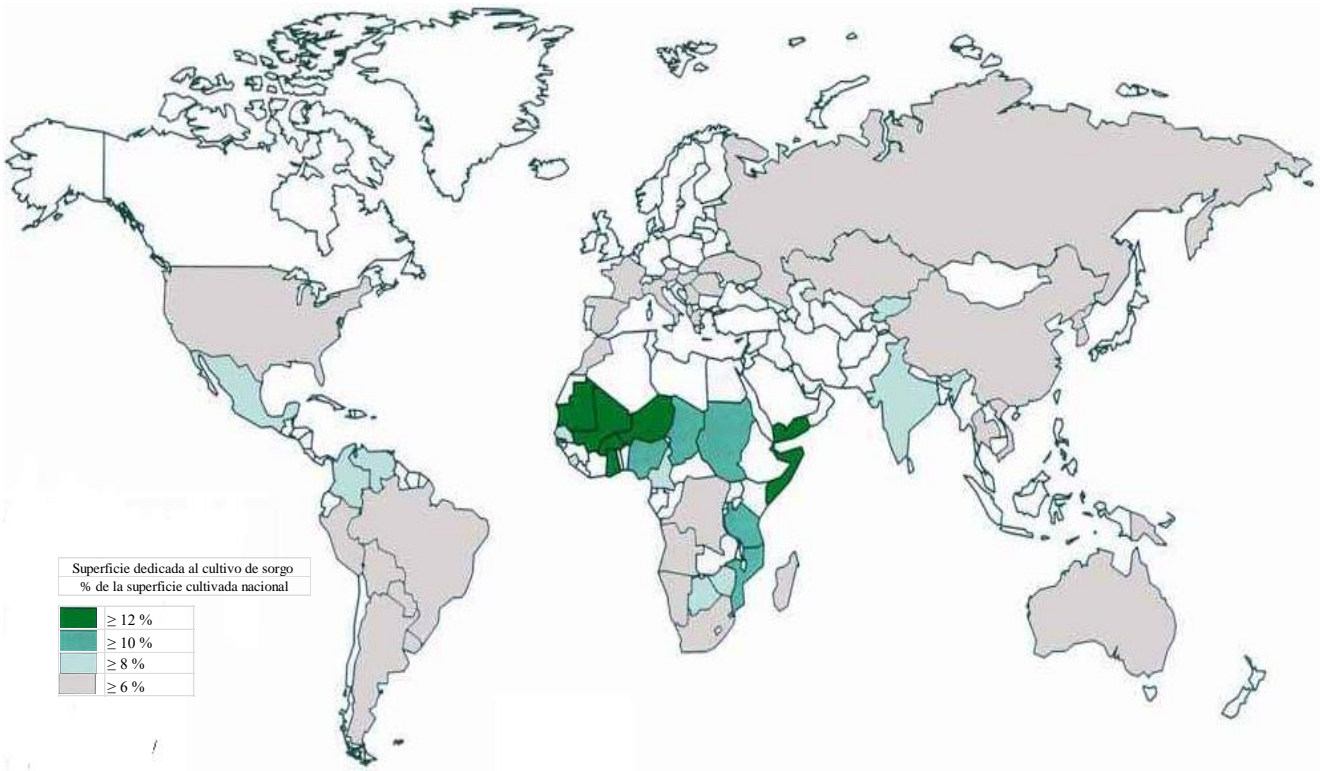 Superficie dedicada al cultivo de sorgo
% de la superficie cultivada nacional
≥ 12 %
≥ 10 %
≥ 8 %
≥ 6 %